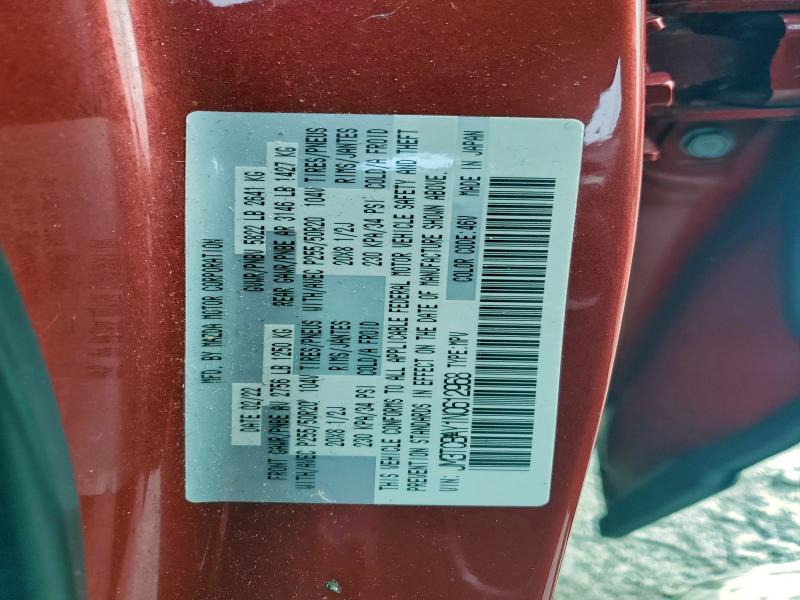 MFD. BY MAZDA MOTOR CORPORATION
DATE 02/22 GVWR/PNBV 5822 LB 2641 KG
FRONT GAWR/PNBE AV 2756 LB 1250 KG REAR GAWR/PNBE AR 3146 LB 1427 KG
WITH/AVEC P255/50R20 104V TIRES/PNEUS WITH/AVEC P255/50R20 104V TIRES/PNEUS
20X8 1/2J RIMS/JANTES 20X8 1/2J RIMS/JANTES
230 KPA/34 PSI COLD/A FROID 230 KPA/34 PSI COLD/A FROID
THIS VEHICLE CONFORMS TO ALL APPLICABLE FEDERAL MOTOR VEHICLE SAFETY AND THEFT
PREVENTION STANDARDS IN EFFECT ON THE DATE OF MANUFACTURE SHOWN ABOVE.
VIN: JM3TCBAY1N0612968 TYPE:MPV COLOR CODE:46V MADE IN JAPAN